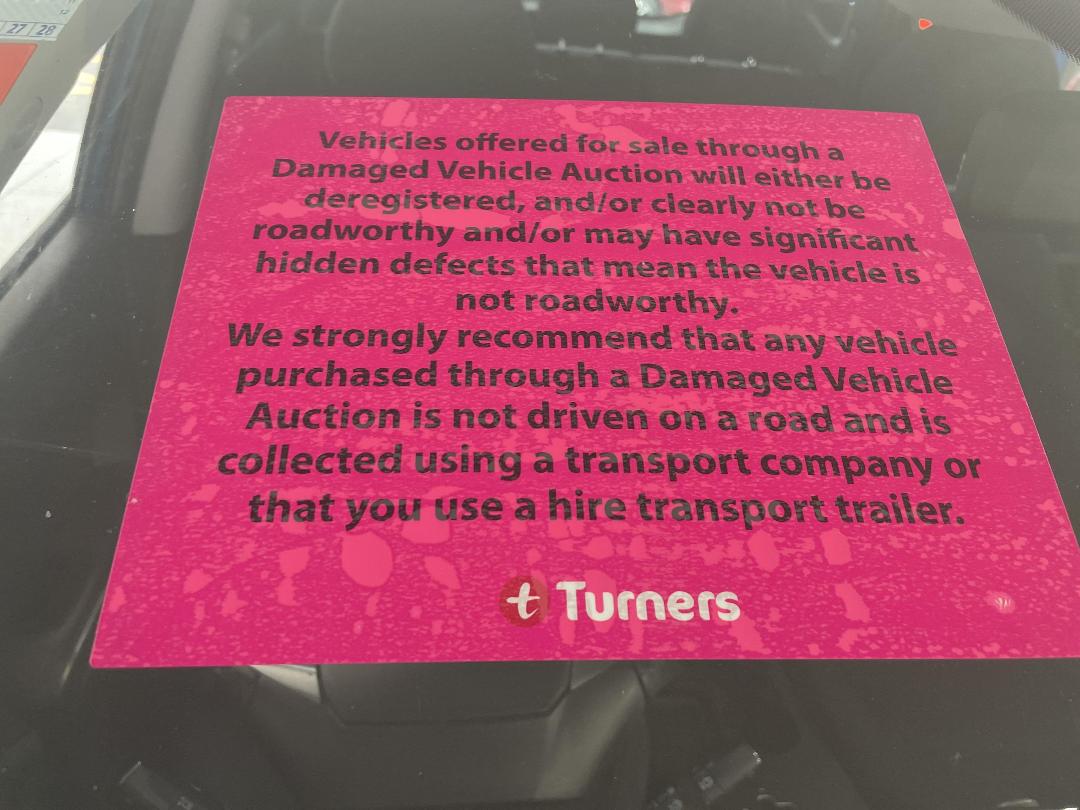 27 28
Vehicles offered for sale through a
Damaged Vehicle Auction will either be
deregistered, and/or clearly not be
roadworthy and/or may have significant
hidden defects that mean the vehicle is
not roadworthy.
We strongly recommend that any vehicle
purchased through a Damaged Vehicle
Auction is not driven on a road and is
collected using a transport company or
that you use a hire transport trailer.
t Turners